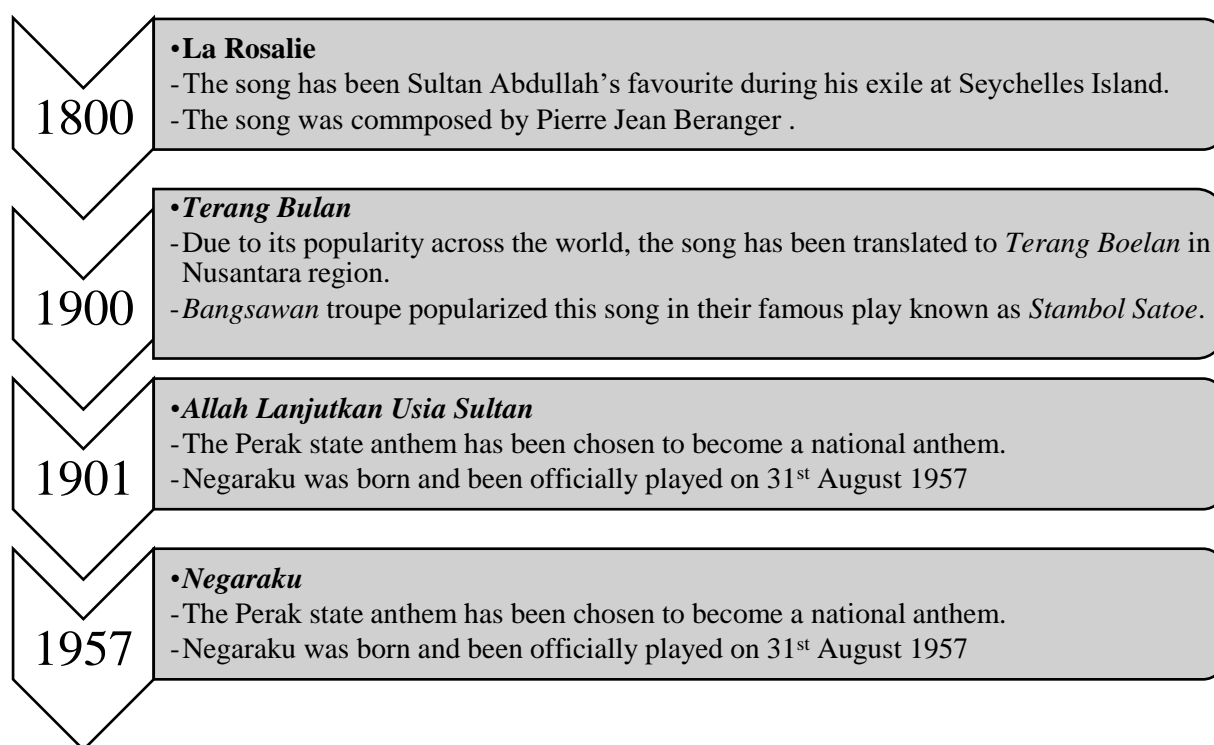 1800
•La Rosalie
-The song has been Sultan Abdullah’s favourite during his exile at Seychelles Island.
-The song was commposed by Pierre Jean Beranger .
1900
•Terang Bulan
-Due to its popularity across the world, the song has been translated to Terang Boelan in
Nusantara region.
-Bangsawan troupe popularized this song in their famous play known as Stambol Satoe.
1901
•Allah Lanjutkan Usia Sultan
-The Perak state anthem has been chosen to become a national anthem.
-Negaraku was born and been officially played on 31st August 1957
1957
•Negaraku
-The Perak state anthem has been chosen to become a national anthem.
-Negaraku was born and been officially played on 31st August 1957